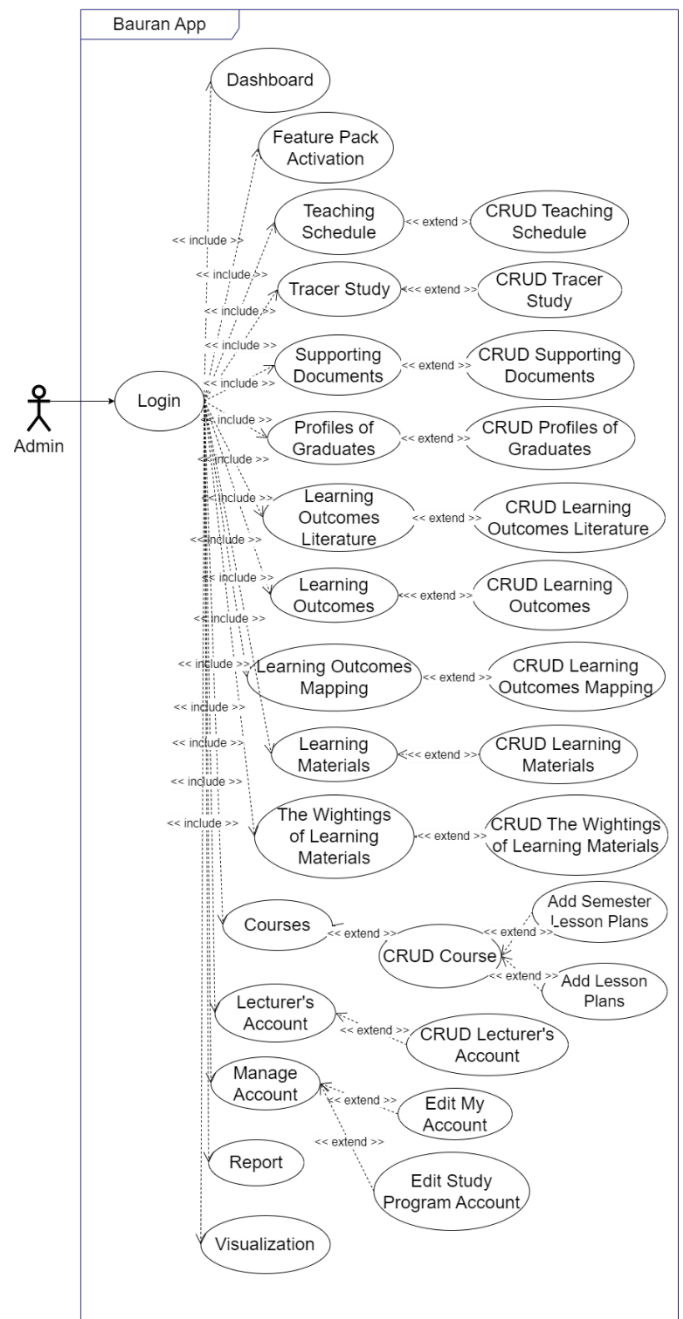 Bauran App
Dashboard
Feature Pack
Activation
Teaching
Schedule
<< extend >>
CRUD Teaching
Schedule
<< include >>
<< include >>
Tracer Study
<< extend >>
CRUD Tracer
Study
<< include >>
<< include >>
<< include >>
Supporting
Documents
<< extend >>
CRUD Supporting
Documents
<< include >>
Admin
Login
<< include >>
Profiles of
Graduates
<< extend >>
CRUD Profiles of
Graduates
<< include >>
Learning
Outcomes
Literature
<< extend >>
CRUD Learning
Outcomes Literature
<< include >>
<< include >>
Learning
Outcomes
<< extend >>
CRUD Learning
Outcomes
<< include >>
<< include >>
Learning Outcomes
Mapping
<< extend >>
CRUD Learning
Outcomes Mapping
<< include >>
<< include >>
Learning
Materials
<< extend >>
CRUD Learning
Materials
<< include >>
<< include >>
The Wightings
of Learning
Materials
<< extend >>
CRUD The Wightings
of Learning Materials
Courses
<< extend >>
CRUD Course
<< extend >>
Add Semester
Lesson Plans
<< extend >>
Add Lesson
Plans
Lecturer's
Account
<< extend >>
CRUD Lecturer's
Account
Manage
Account
<< extend >>
Edit My
Account
<< extend >>
Edit Study
Program Account
Report
Visualization